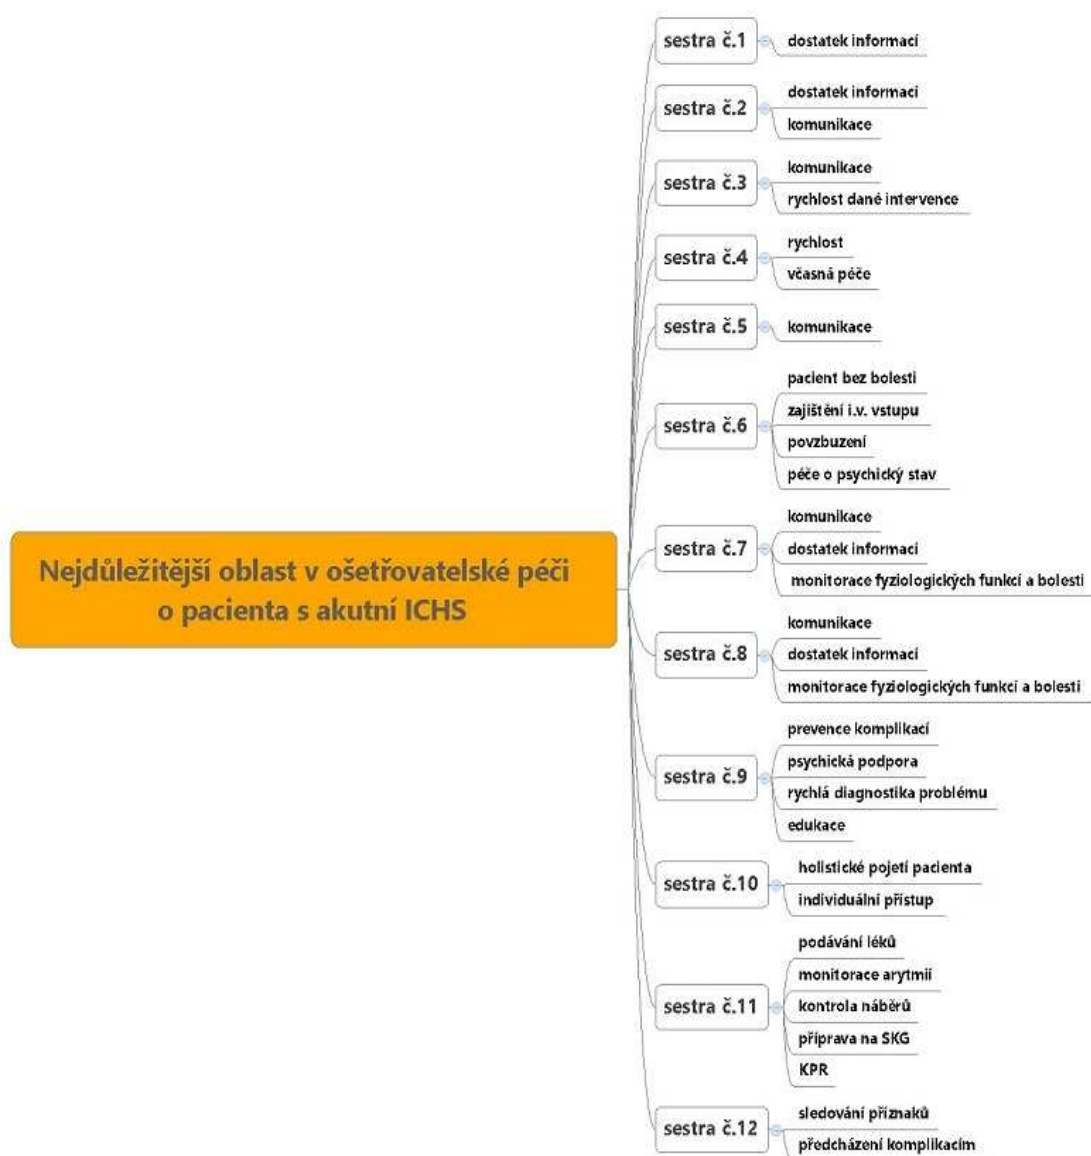 sestra č.1
dostatek informací
sestra č.2
dostatek informací
komunikace
sestra č.3
komunikace
rychlost dané intervence
sestra č.4
rychlost
včasná péče
sestra č.5
komunikace
sestra č.6
pacient bez bolesti
zajištění i.v. vstupu
povzbuzení
péče o psychický stav
Nejdůležitější oblast v ošetřovatelské péči
o pacienta s akutní ICHS
sestra č.7
komunikace
dostatek informací
monitorace fyziologických funkcí a bolesti
sestra č.8
komunikace
dostatek informací
monitorace fyziologických funkcí a bolesti
sestra č.9
prevence komplikací
psychická podpora
rychlá diagnostika problému
edukace
sestra č.10
holistické pojetí pacienta
individuální přístup
sestra č.11
podávání léků
monitorace arytmií
kontrola náběrů
příprava na SKG
KPR
sestra č.12
sledování příznaků
předcházení komplikacím